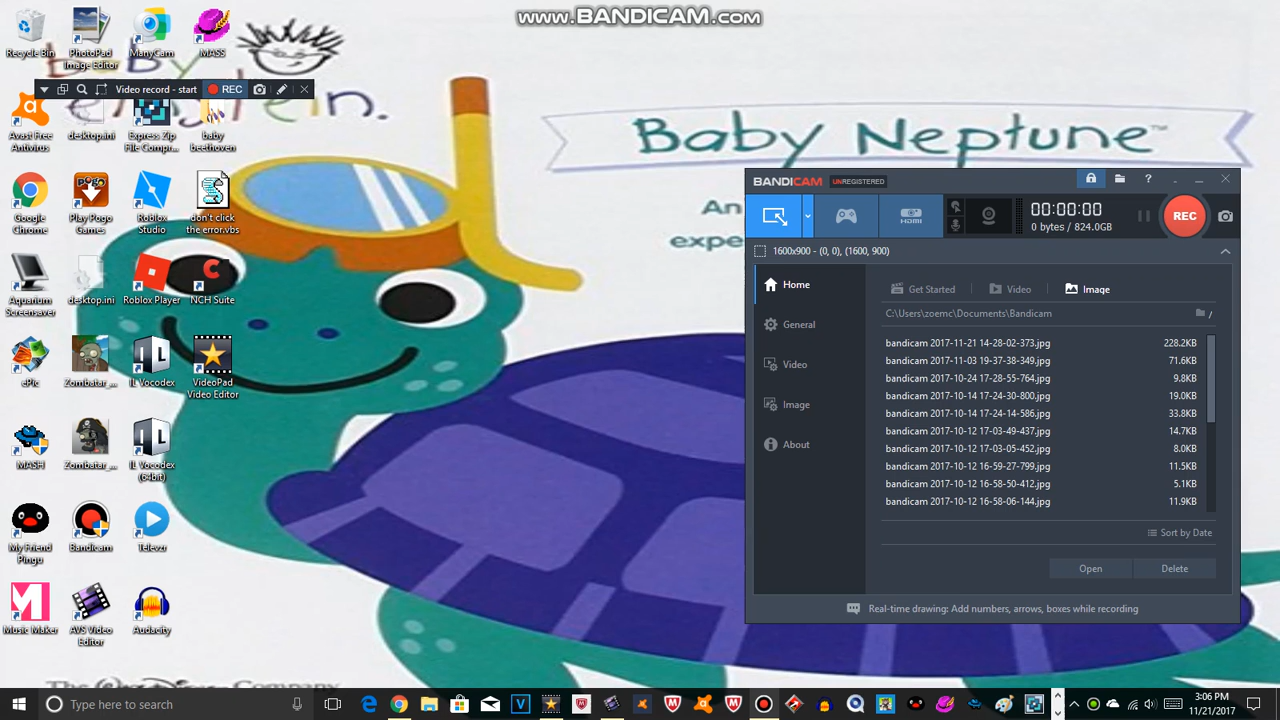 www.BANDICAM.com
Recycle Bin
PhotoPad Image Editor
ManyCam
MASS
Baby
einstein.
Video record - start
REC
Avast Free Antivirus
desktop.ini
Express Zip File Compr...
baby beethoven
Baby Neptune™
Google Chrome
Play Pogo Games
Roblox Studio
don't click the error.vbs
An
expe
Aquarium Screensaver
desktop.ini
Roblox Player
NCH Suite
ePic
Zombatar_...
IL Vocodex
VideoPad Video Editor
MASH
Zombatar_...
IL Vocodex (64bit)
My Friend Pingu
Bandicam
Televzr
Music Maker
AVS Video Editor
Audacity
BANDICAM UNREGISTERED
HDMI
00:00:00
0 bytes / 824.0GB
REC
1600x900 - (0, 0), (1600, 900)
Home
General
Video
Image
About
Get Started
Video
Image
C:\Users\zoemc\Documents\Bandicam
/
bandicam 2017-11-21 14-28-02-373.jpg 228.2KB
bandicam 2017-11-03 19-37-38-349.jpg 71.6KB
bandicam 2017-10-24 17-28-55-764.jpg 9.8KB
bandicam 2017-10-14 17-24-30-800.jpg 19.0KB
bandicam 2017-10-14 17-24-14-586.jpg 33.8KB
bandicam 2017-10-12 17-03-49-437.jpg 14.7KB
bandicam 2017-10-12 17-03-05-452.jpg 8.0KB
bandicam 2017-10-12 16-59-27-799.jpg 11.5KB
bandicam 2017-10-12 16-58-50-412.jpg 5.1KB
bandicam 2017-10-12 16-58-06-144.jpg 11.9KB
Sort by Date
Open
Delete
Real-time drawing: Add numbers, arrows, boxes while recording
Type here to search
3:06 PM
11/21/2017